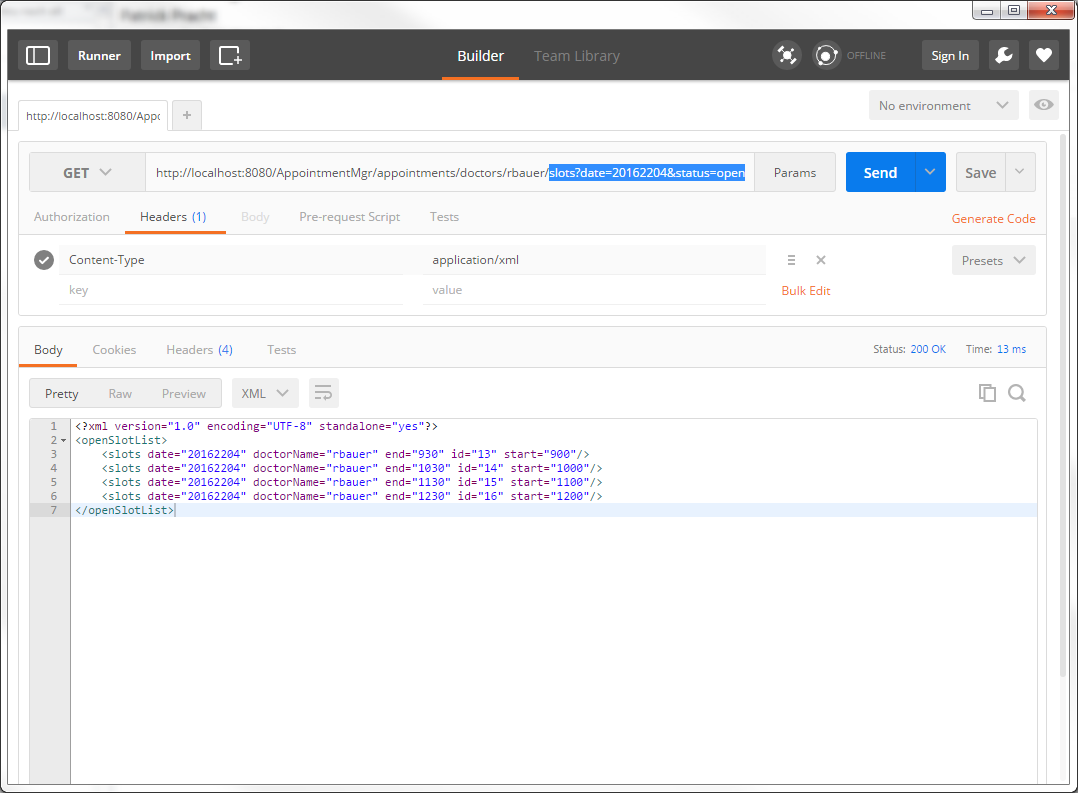 Runner Import Builder Team Library OFFLINE Sign In
http://localhost:8080/Appo + No environment
GET http://localhost:8080/AppointmentMgr/appointments/doctors/rbauer/slots?date=20162204&status=open Params Send Save
Authorization Headers (1) Body Pre-request Script Tests Generate Code
Content-Type application/xml Presets
key value Bulk Edit
Body Cookies Headers (4) Tests Status: 200 OK Time: 13 ms
Pretty Raw Preview XML
1 <?xml version="1.0" encoding="UTF-8" standalone="yes"?>
2 <openSlotList>
3 <slots date="20162204" doctorName="rbauer" end="930" id="13" start="900"/>
4 <slots date="20162204" doctorName="rbauer" end="1030" id="14" start="1000"/>
5 <slots date="20162204" doctorName="rbauer" end="1130" id="15" start="1100"/>
6 <slots date="20162204" doctorName="rbauer" end="1230" id="16" start="1200"/>
7 </openSlotList>